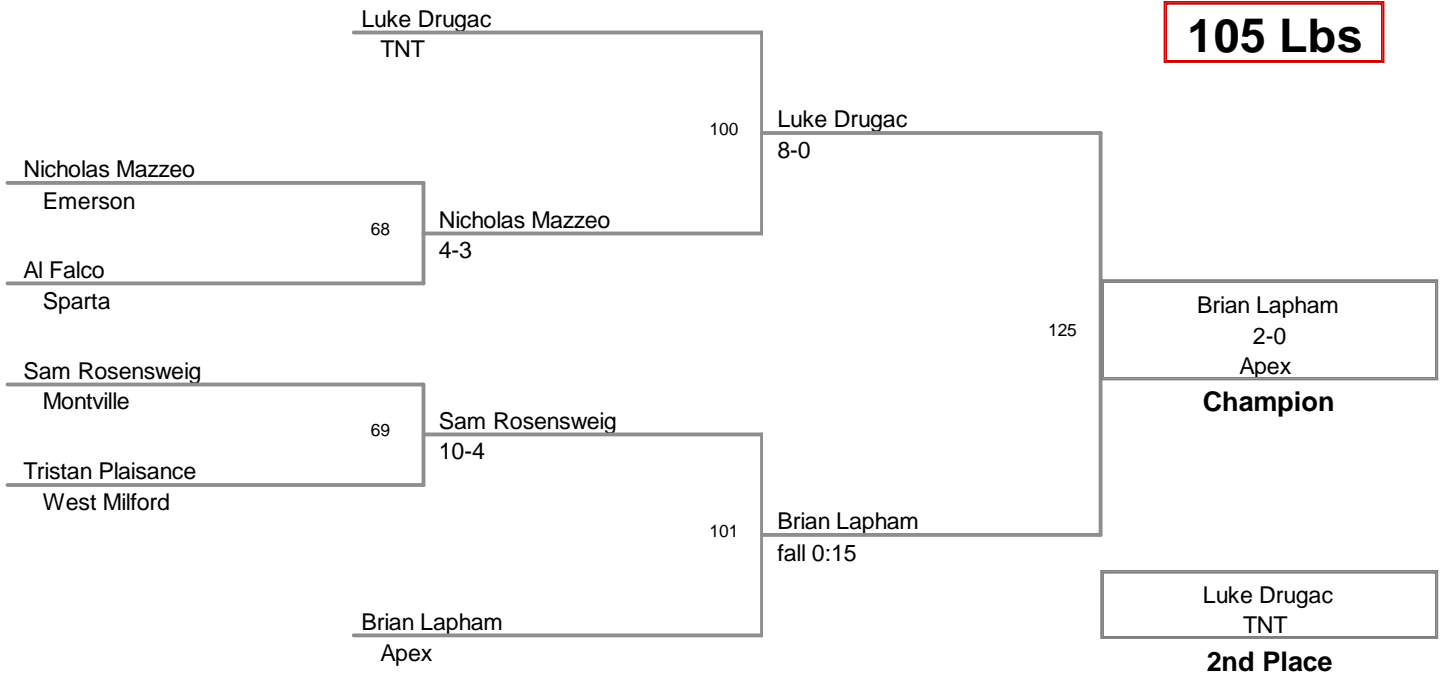 Luke Drugac
TNT
105 Lbs
100
Luke Drugac
8-0
Nicholas Mazzeo
Emerson
68
Nicholas Mazzeo
4-3
Al Falco
Sparta
125
Brian Lapham
2-0
Apex
Champion
Sam Rosensweig
Montville
69
Sam Rosensweig
10-4
Tristan Plaisance
West Milford
101
Brian Lapham
fall 0:15
Brian Lapham
Apex
Luke Drugac
TNT
2nd Place